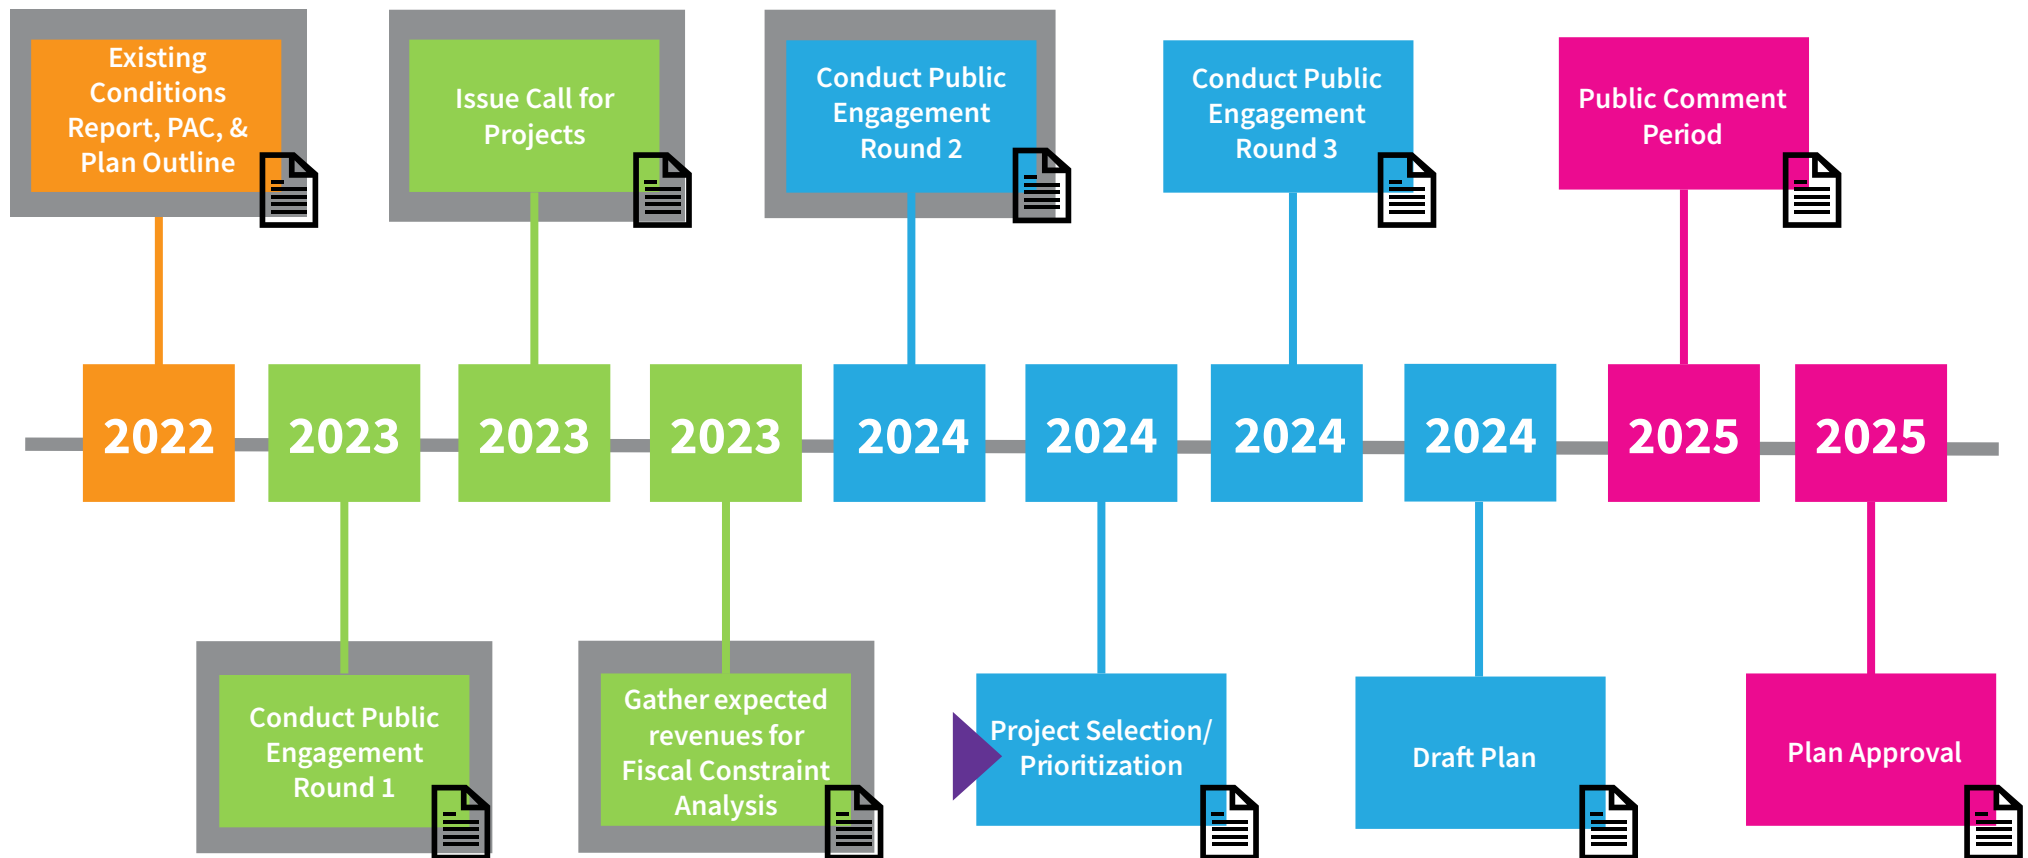 Existing
Conditions
Report, PAC, &
Plan Outline
Issue Call for
Projects
Conduct Public
Engagement
Round 2
Conduct Public
Engagement
Round 3
Public Comment
Period
2022
2023
2023
2023
2024
2024
2024
2024
2025
2025
Conduct Public
Engagement
Round 1
Gather expected
revenues for
Fiscal Constraint
Analysis
Project Selection/
Prioritization
Draft Plan
Plan Approval